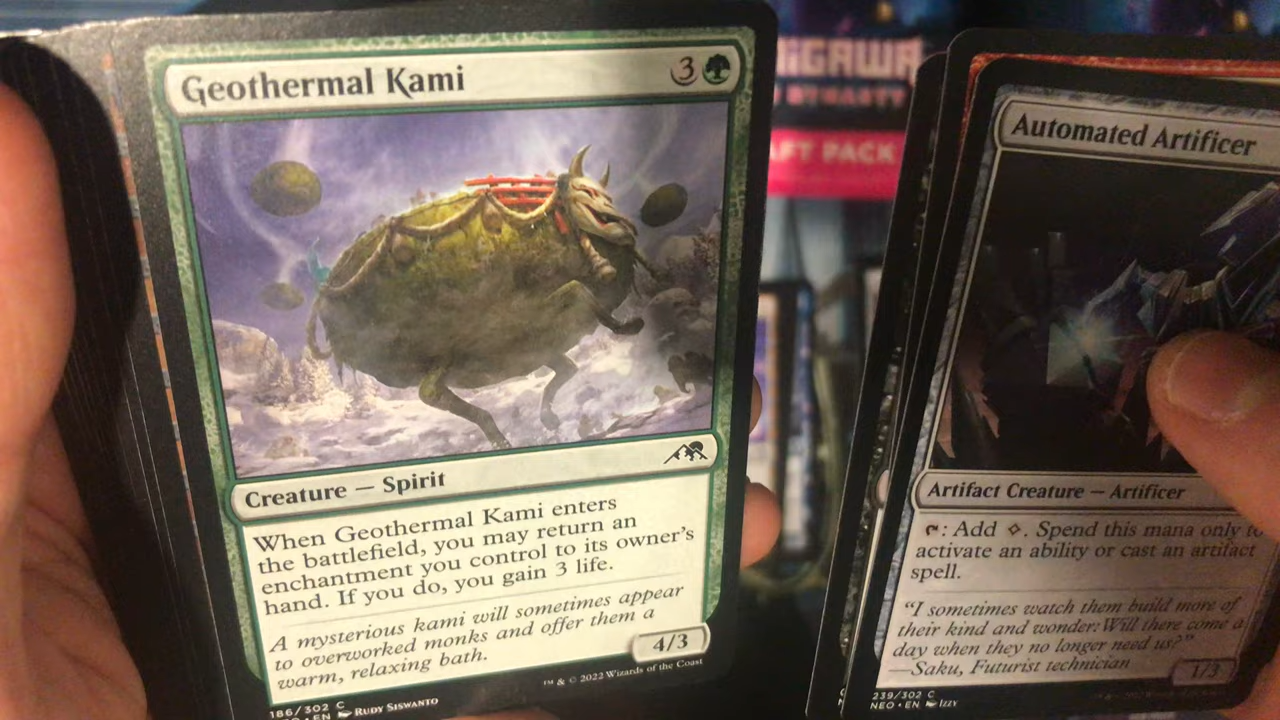 Geothermal Kami
3
Creature — Spirit
When Geothermal Kami enters
the battlefield, you may return an
enchantment you control to its owner's
hand. If you do, you gain 3 life.
A mysterious kami will sometimes appear
to overworked monks and offer them a
warm, relaxing bath.
4/3
™ & © 2022 Wizards of the Coast
186/302 C
EN RUDY SISWANTO
DYNASTY
PACK
Automated Artificer
Artifact Creature — Artificer
: Add . Spend this mana only to
activate an ability or cast an artifact
spell.
"I sometimes watch them build more of
their kind and wonder: Will there come a
day when they no longer need us?"
—Saku, Futurist technician
1/3
239/302 C
NEO • EN IZZY